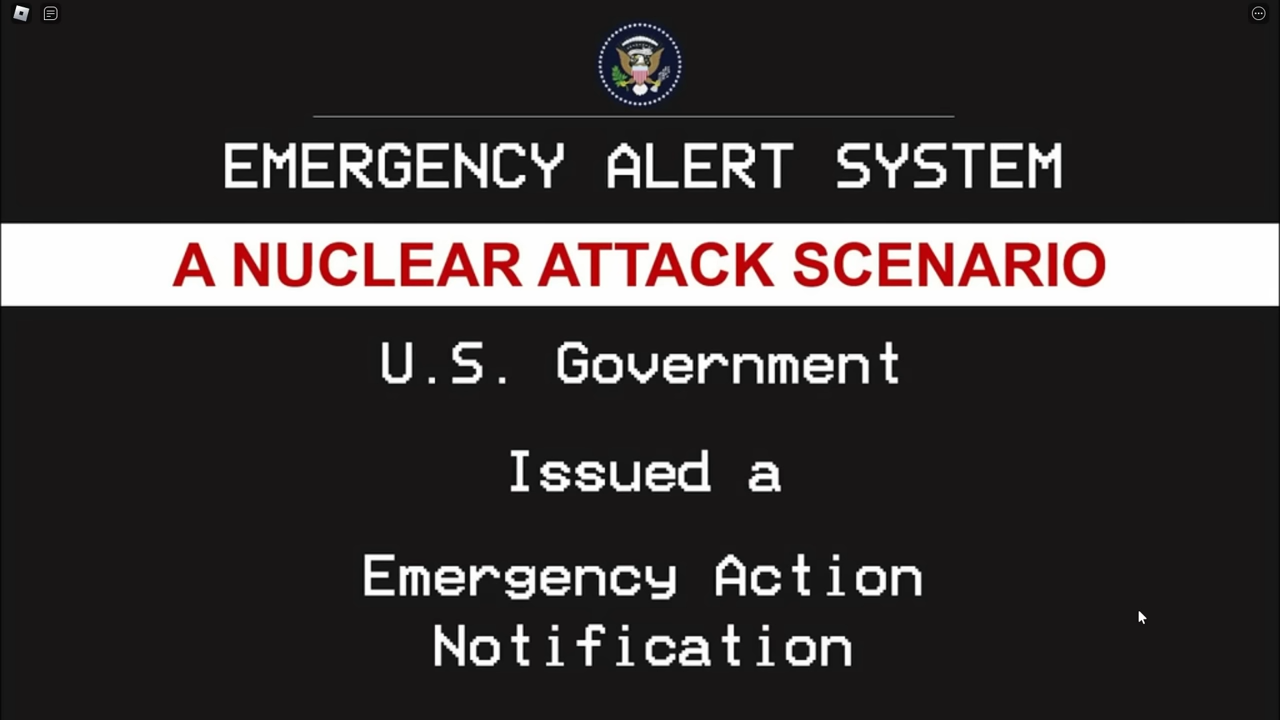 EMERGENCY ALERT SYSTEM
A NUCLEAR ATTACK SCENARIO
U.S. Government
Issued a
Emergency Action
Notification